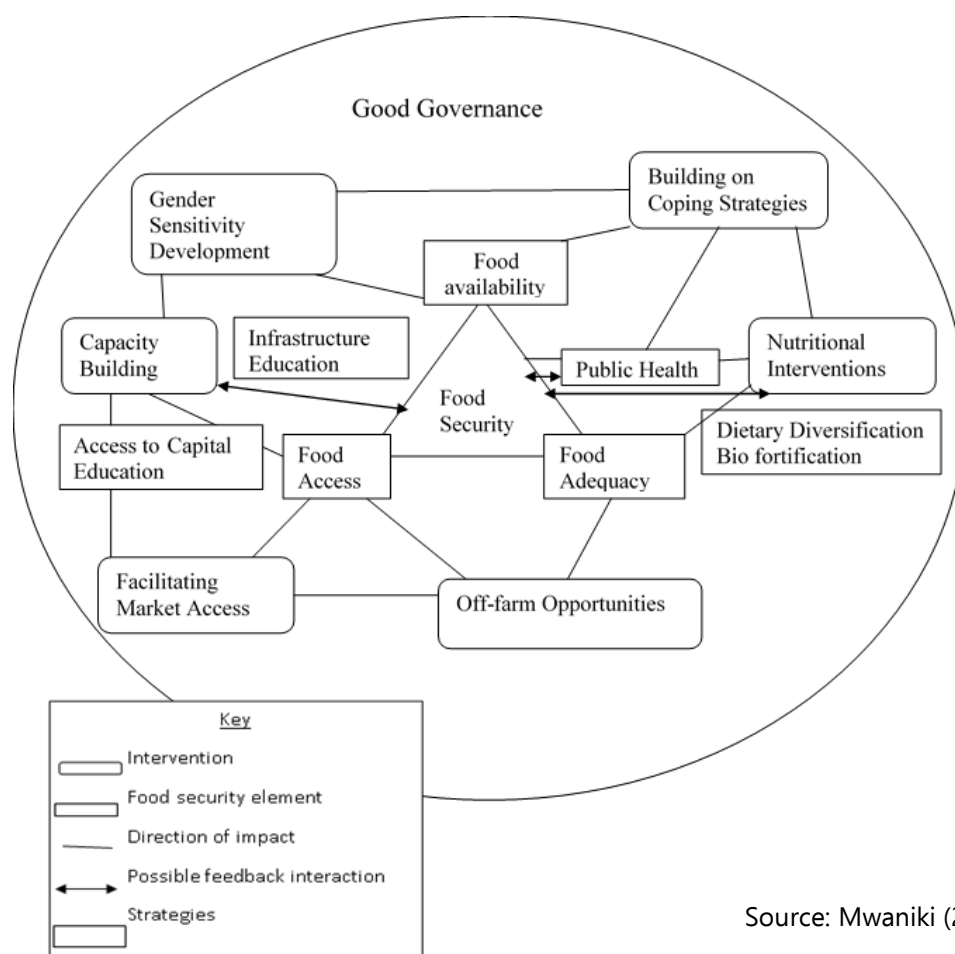 Good Governance
Gender
Sensitivity
Development
Building on
Coping Strategies
Food
availability
Capacity
Building
Infrastructure
Education
Public Health
Nutritional
Interventions
Food
Security
Access to Capital
Education
Food
Access
Food
Adequacy
Dietary Diversification
Bio fortification
Facilitating
Market Access
Off-farm Opportunities
Key
Intervention
Food security element
Direction of impact
Possible feedback interaction
Strategies
Source: Mwaniki (2